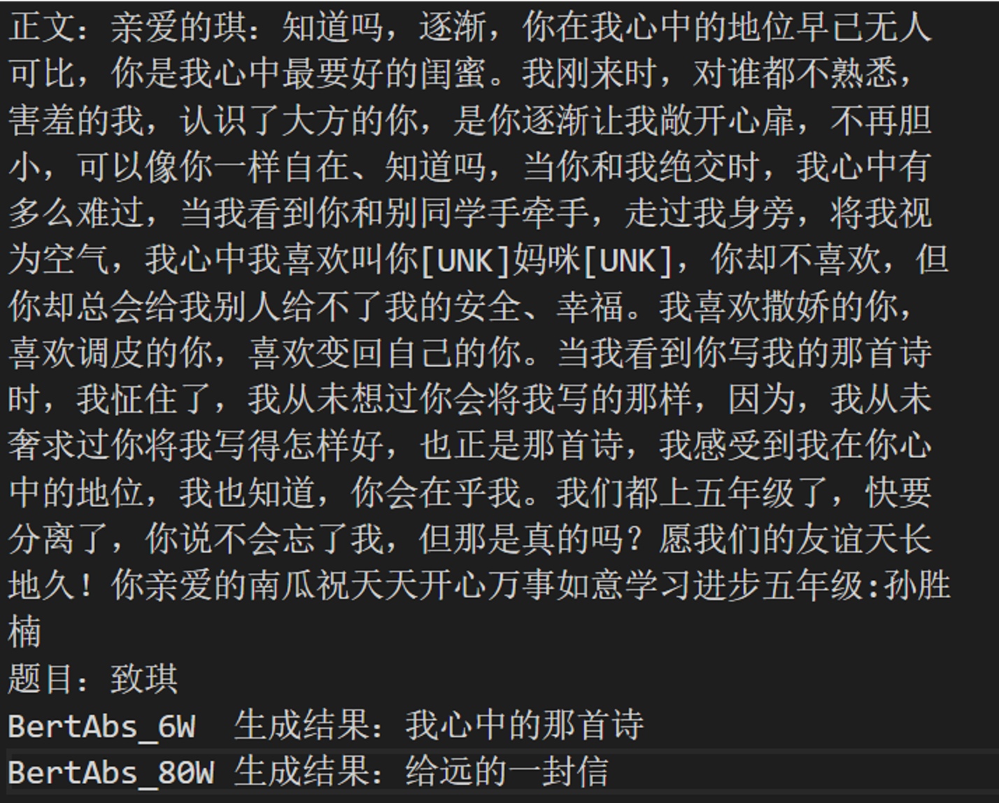 正文：亲爱的琪：知道吗，逐渐，你在我心中的地位早已无人
可比，你是我心中最要好的闺蜜。我刚来时，对谁都不熟悉，
害羞的我，认识了大方的你，是你逐渐让我敞开心扉，不再胆
小，可以像你一样自在、知道吗，当你和我绝交时，我心中有
多么难过，当我看到你和别同学手牵手，走过我身旁，将我视
为空气，我心中我喜欢叫你[UNK]妈咪[UNK]，你却不喜欢，但
你却总会给我别人给不了我的安全、幸福。我喜欢撒娇的你，
喜欢调皮的你，喜欢变回自己的你。当我看到你写我的那首诗
时，我怔住了，我从未想过你会将我写的那样，因为，我从未
奢求过你将我写得怎样好，也正是那首诗，我感受到我在你心
中的地位，我也知道，你会在乎我。我们都上五年级了，快要
分离了，你说不会忘了我，但那是真的吗？愿我们的友谊天长
地久！你亲爱的南瓜祝天天开心万事如意学习进步五年级:孙胜
楠
题目：致琪
BertAbs_6W  生成结果：我心中的那首诗
BertAbs_80W 生成结果：给远的一封信